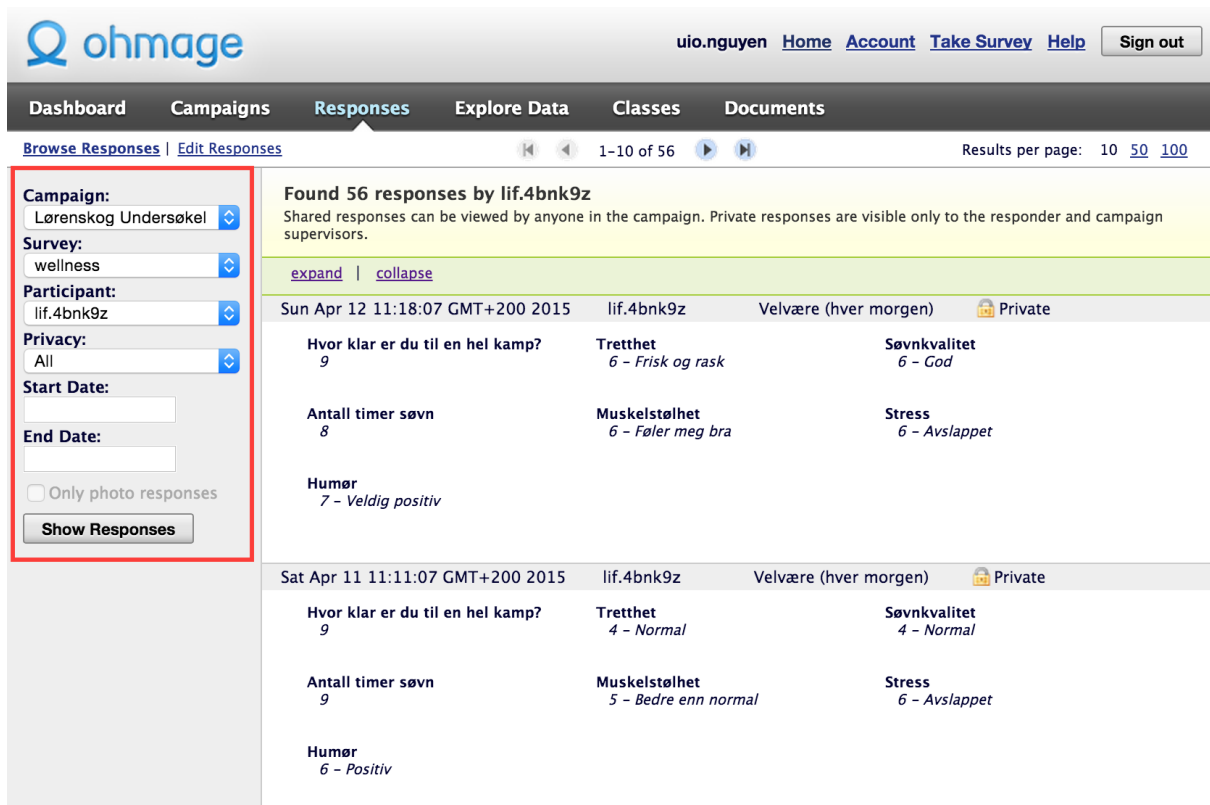 ohmage
uio.nguyen Home Account Take Survey Help Sign out
Dashboard Campaigns Responses Explore Data Classes Documents
Browse Responses | Edit Responses 1-10 of 56 Results per page: 10 50 100
Campaign:
Lørenskog Undersøkel
Survey:
wellness
Participant:
lif.4bnk9z
Privacy:
All
Start Date:
End Date:
Only photo responses
Show Responses
Found 56 responses by lif.4bnk9z
Shared responses can be viewed by anyone in the campaign. Private responses are visible only to the responder and campaign
supervisors.
expand | collapse
Sun Apr 12 11:18:07 GMT+200 2015 lif.4bnk9z Velvære (hver morgen) Private
Hvor klar er du til en hel kamp? Tretthet Søvnkvalitet
9 6 – Frisk og rask 6 – God
Antall timer søvn Muskelstølhet Stress
8 6 – Føler meg bra 6 – Avslappet
Humør
7 – Veldig positiv
Sat Apr 11 11:11:07 GMT+200 2015 lif.4bnk9z Velvære (hver morgen) Private
Hvor klar er du til en hel kamp? Tretthet Søvnkvalitet
9 4 – Normal 4 – Normal
Antall timer søvn Muskelstølhet Stress
9 5 – Bedre enn normal 6 – Avslappet
Humør
6 – Positiv